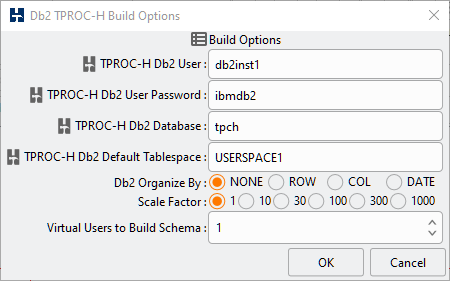 Db2 TPROC-H Build Options
Build Options
TPROC-H Db2 User : db2inst1
TPROC-H Db2 User Password : ibmdb2
TPROC-H Db2 Database : tpch
TPROC-H Db2 Default Tablespace : USERSPACE1
Db2 Organize By : NONE ROW COL DATE
Scale Factor : 1 10 30 100 300 1000
Virtual Users to Build Schema : 1
OK Cancel